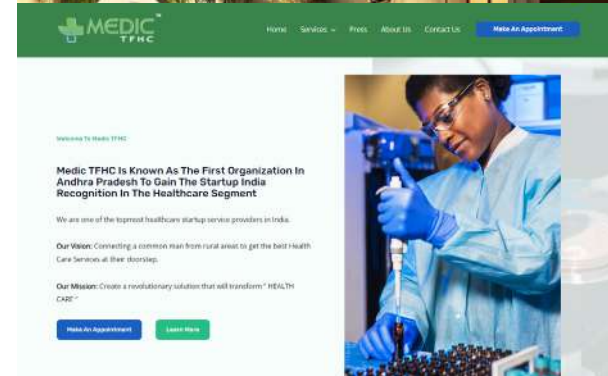 MEDIC™
TFHC
Home Services Press About Us Contact Us Make An Appointment
Welcome To Medic TFHC
Medic TFHC Is Known As The First Organization In
Andhra Pradesh To Gain The Startup India
Recognition In The Healthcare Segment
We are one of the topmost healthcare startup service providers in India.
Our Vision: Connecting a common man from rural areas to get the best Health
Care Services at their doorstep.
Our Mission: Create a revolutionary solution that will transform " HEALTH
CARE "
Make An Appointment Learn More